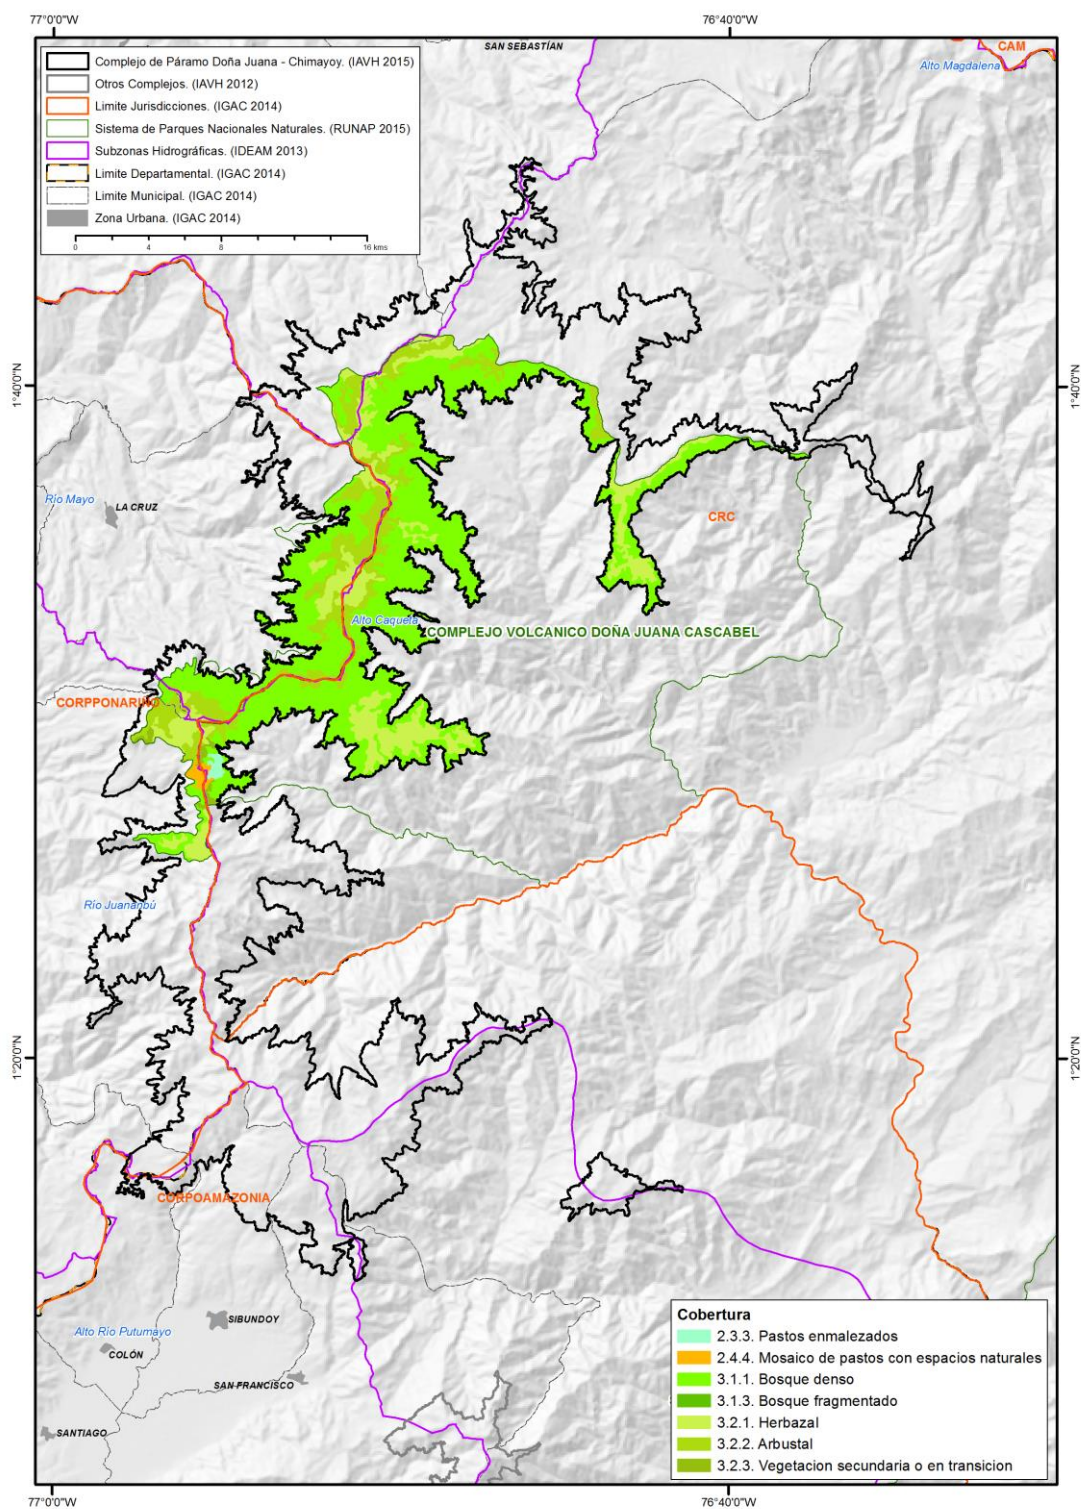 77°0'0"W
76°40'0"W
SAN SEBASTÍAN
CAM
Alto Magdalena
Complejo de Páramo Doña Juana - Chimayoy. (IAVH 2015)
Otros Complejos. (IAVH 2012)
Limite Jurisdicciones. (IGAC 2014)
Sistema de Parques Nacionales Naturales. (RUNAP 2015)
Subzonas Hidrográficas. (IDEAM 2013)
Limite Departamental. (IGAC 2014)
Limite Municipal. (IGAC 2014)
Zona Urbana. (IGAC 2014)
0 4 8 16 kms
1°40'0"N
1°40'0"N
Río Mayo
LA CRUZ
CRC
Alto Caqueta
COMPLEJO VOLCANICO DOÑA JUANA CASCABEL
CORPPONARIÑO
Río Juananbú
1°20'0"N
1°20'0"N
CORPOAMAZONIA
SIBUNDOY
Alto Río Putumayo
COLÓN
SAN FRANCISCO
SANTIAGO
Cobertura
2.3.3. Pastos enmalezados
2.4.4. Mosaico de pastos con espacios naturales
3.1.1. Bosque denso
3.1.3. Bosque fragmentado
3.2.1. Herbazal
3.2.2. Arbustal
3.2.3. Vegetacion secundaria o en transicion
77°0'0"W
76°40'0"W